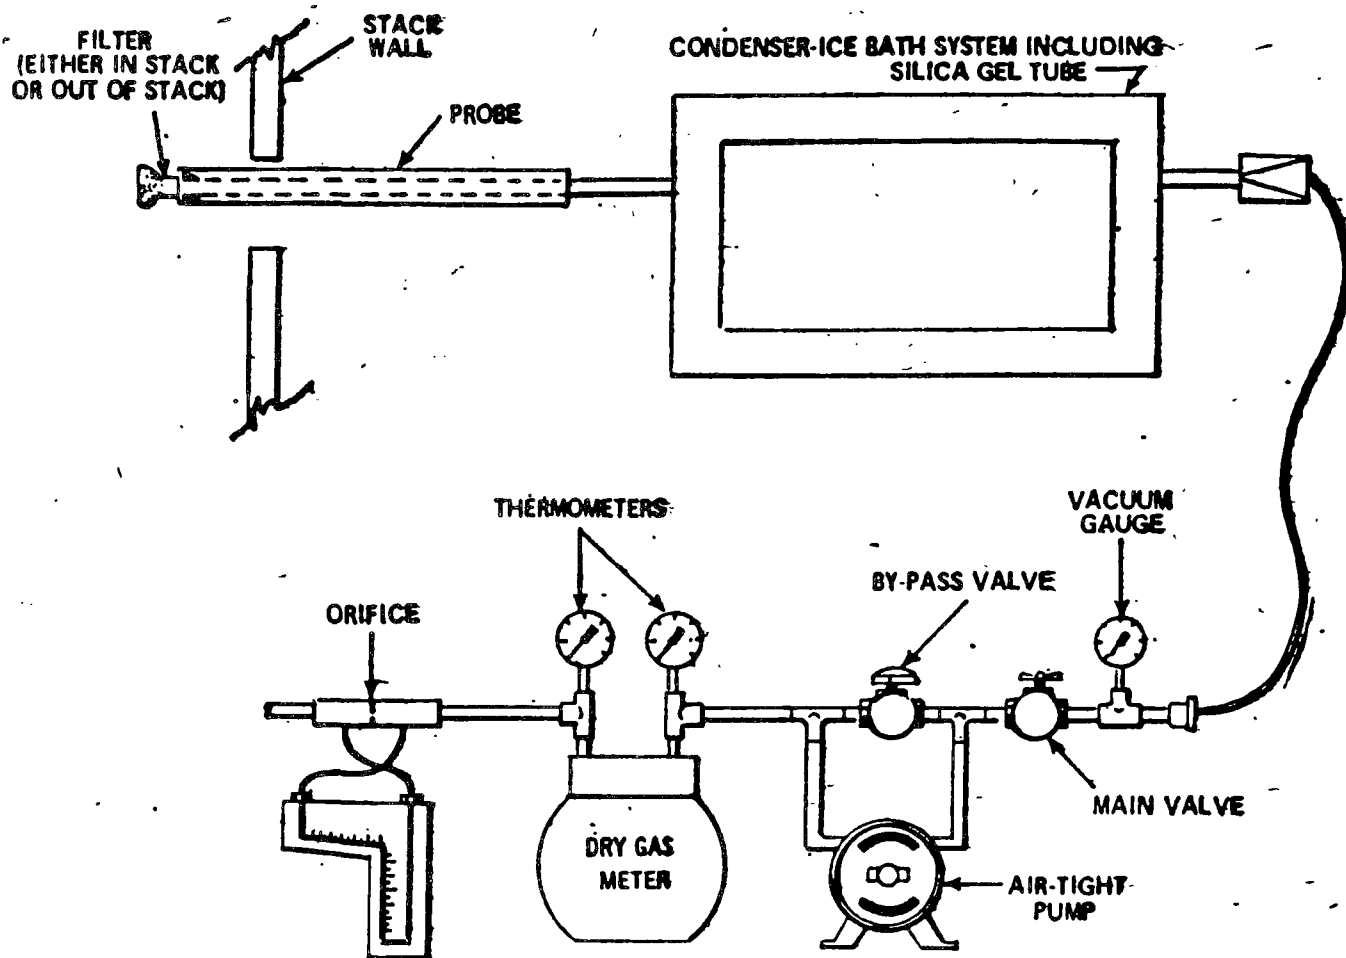 FILTER
(EITHER IN STACK
OR OUT OF STACK)
STACK
WALL
PROBE
CONDENSER-ICE BATH SYSTEM INCLUDING
SILICA GEL TUBE
THERMOMETERS
VACUUM
GAUGE
BY-PASS VALVE
ORIFICE
MAIN VALVE
DRY GAS
METER
AIR-TIGHT
PUMP